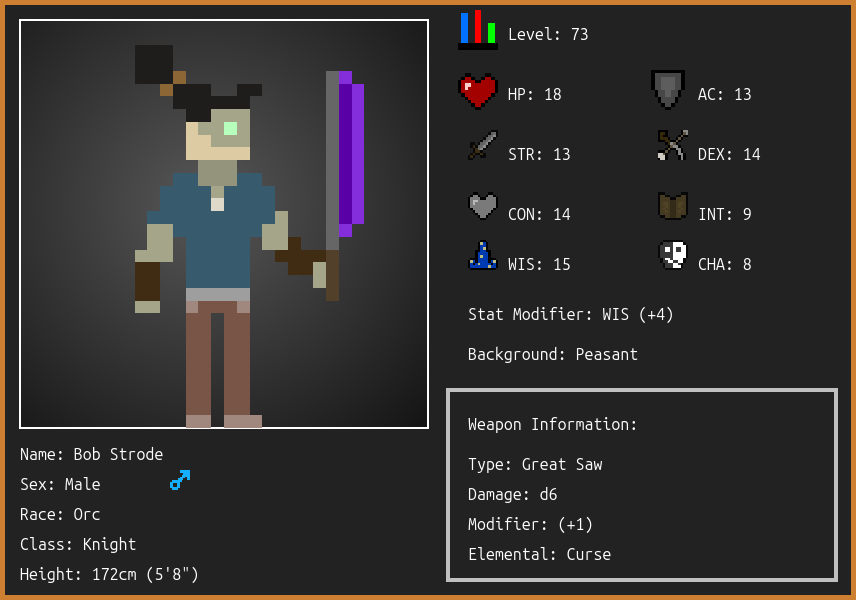 Level: 73
HP: 18
AC: 13
STR: 13
DEX: 14
CON: 14
INT: 9
WIS: 15
CHA: 8
Stat Modifier: WIS (+4)
Background: Peasant
Weapon Information:
Type: Great Saw
Damage: d6
Modifier: (+1)
Elemental: Curse
Name: Bob Strode
Sex: Male
Race: Orc
Class: Knight
Height: 172cm (5'8")